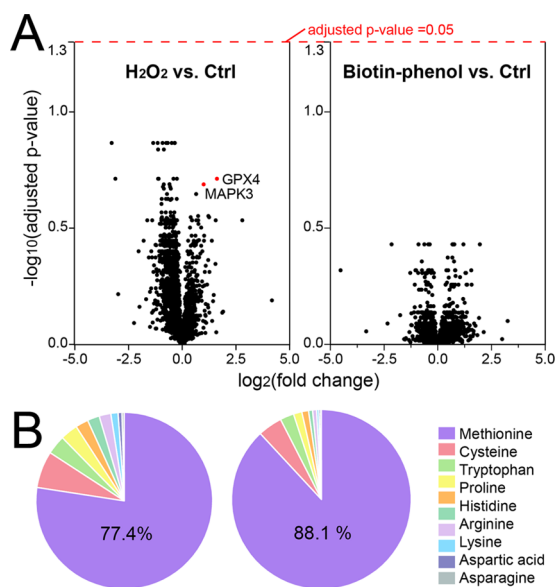 A
adjusted p-value =0.05
1.3
1.3
H₂O₂ vs. Ctrl
Biotin-phenol vs. Ctrl
1.0
1.0
GPX4
MAPK3
0.5
0.5
-log₁₀(adjusted p-value)
0.0
0.0
-5.0
-2.5
0.0
2.5
5.0
-5.0
-2.5
0.0
2.5
5.0
log2(fold change)
B
77.4%
88.1 %
Methionine
Cysteine
Tryptophan
Proline
Histidine
Arginine
Lysine
Aspartic acid
Asparagine